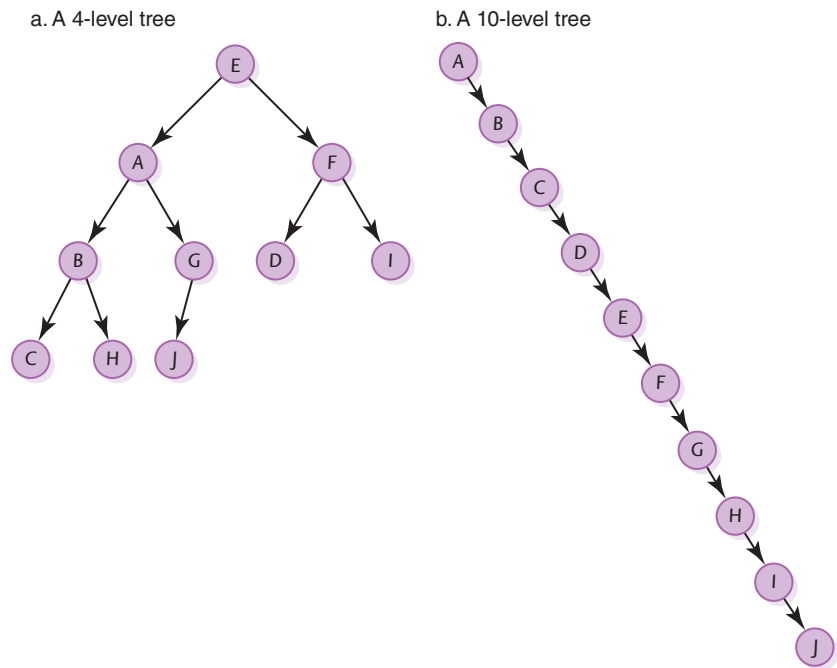 a. A 4-level tree
b. A 10-level tree
E
A F
B G D I
C H J
A
B
C
D
E
F
G
H
I
J